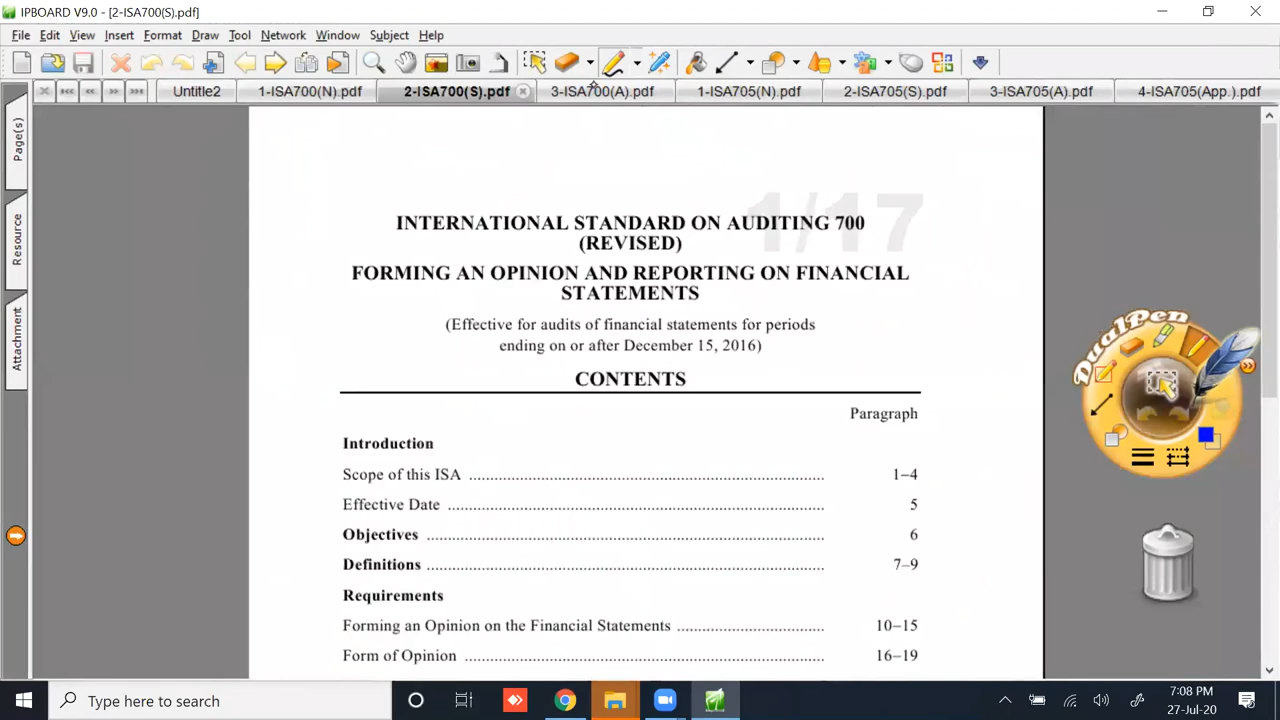 IPBOARD V9.0 - [2-ISA700(S).pdf]
File Edit View Insert Format Draw Tool Network Window Subject Help
Untitle2 1-ISA700(N).pdf 2-ISA700(S).pdf 3-ISA700(A).pdf 1-ISA705(N).pdf 2-ISA705(S).pdf 3-ISA705(A).pdf 4-ISA705(App.).pdf
Page(s)
Resource
Attachment
1/17
INTERNATIONAL STANDARD ON AUDITING 700
(REVISED)
FORMING AN OPINION AND REPORTING ON FINANCIAL
STATEMENTS
(Effective for audits of financial statements for periods
ending on or after December 15, 2016)
CONTENTS
Paragraph
Introduction
Scope of this ISA ........ 1–4
Effective Date ........ 5
Objectives ........ 6
Definitions ........ 7–9
Requirements
Forming an Opinion on the Financial Statements ........ 10–15
Form of Opinion ........ 16–19
DualPen
Type here to search
7:08 PM
27-Jul-20